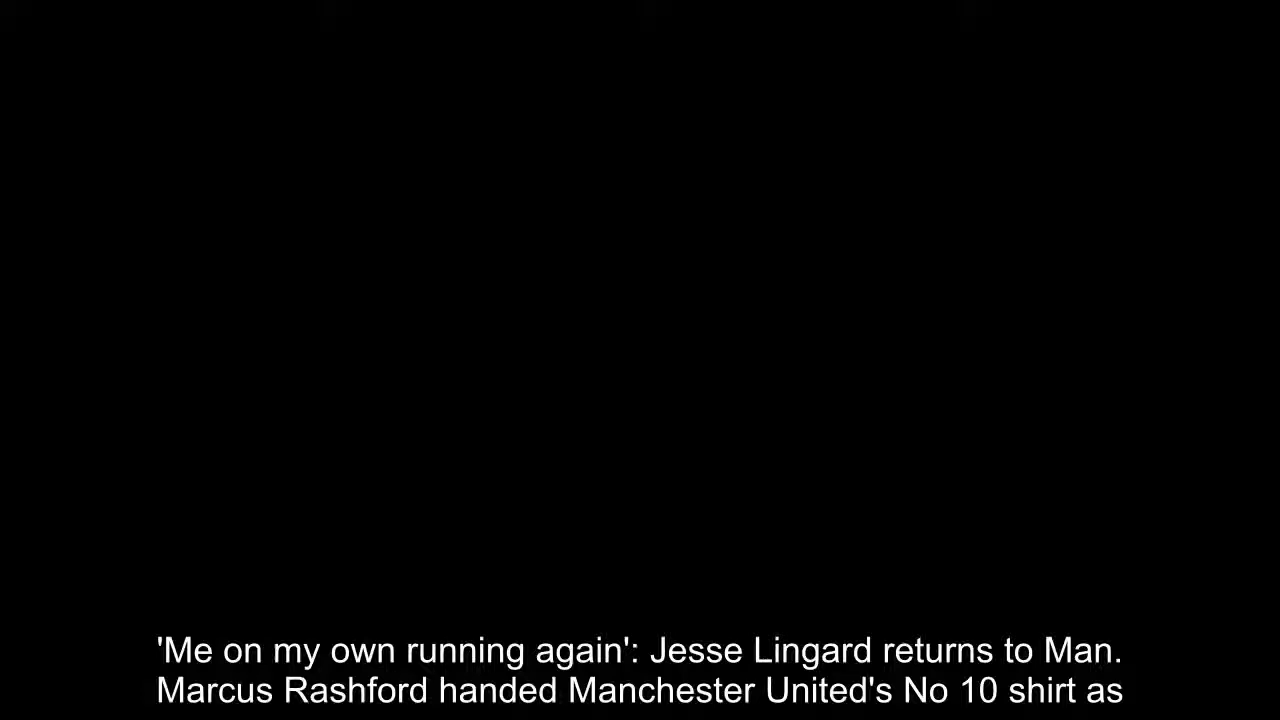 'Me on my own running again': Jesse Lingard returns to Man.
Marcus Rashford handed Manchester United's No 10 shirt as